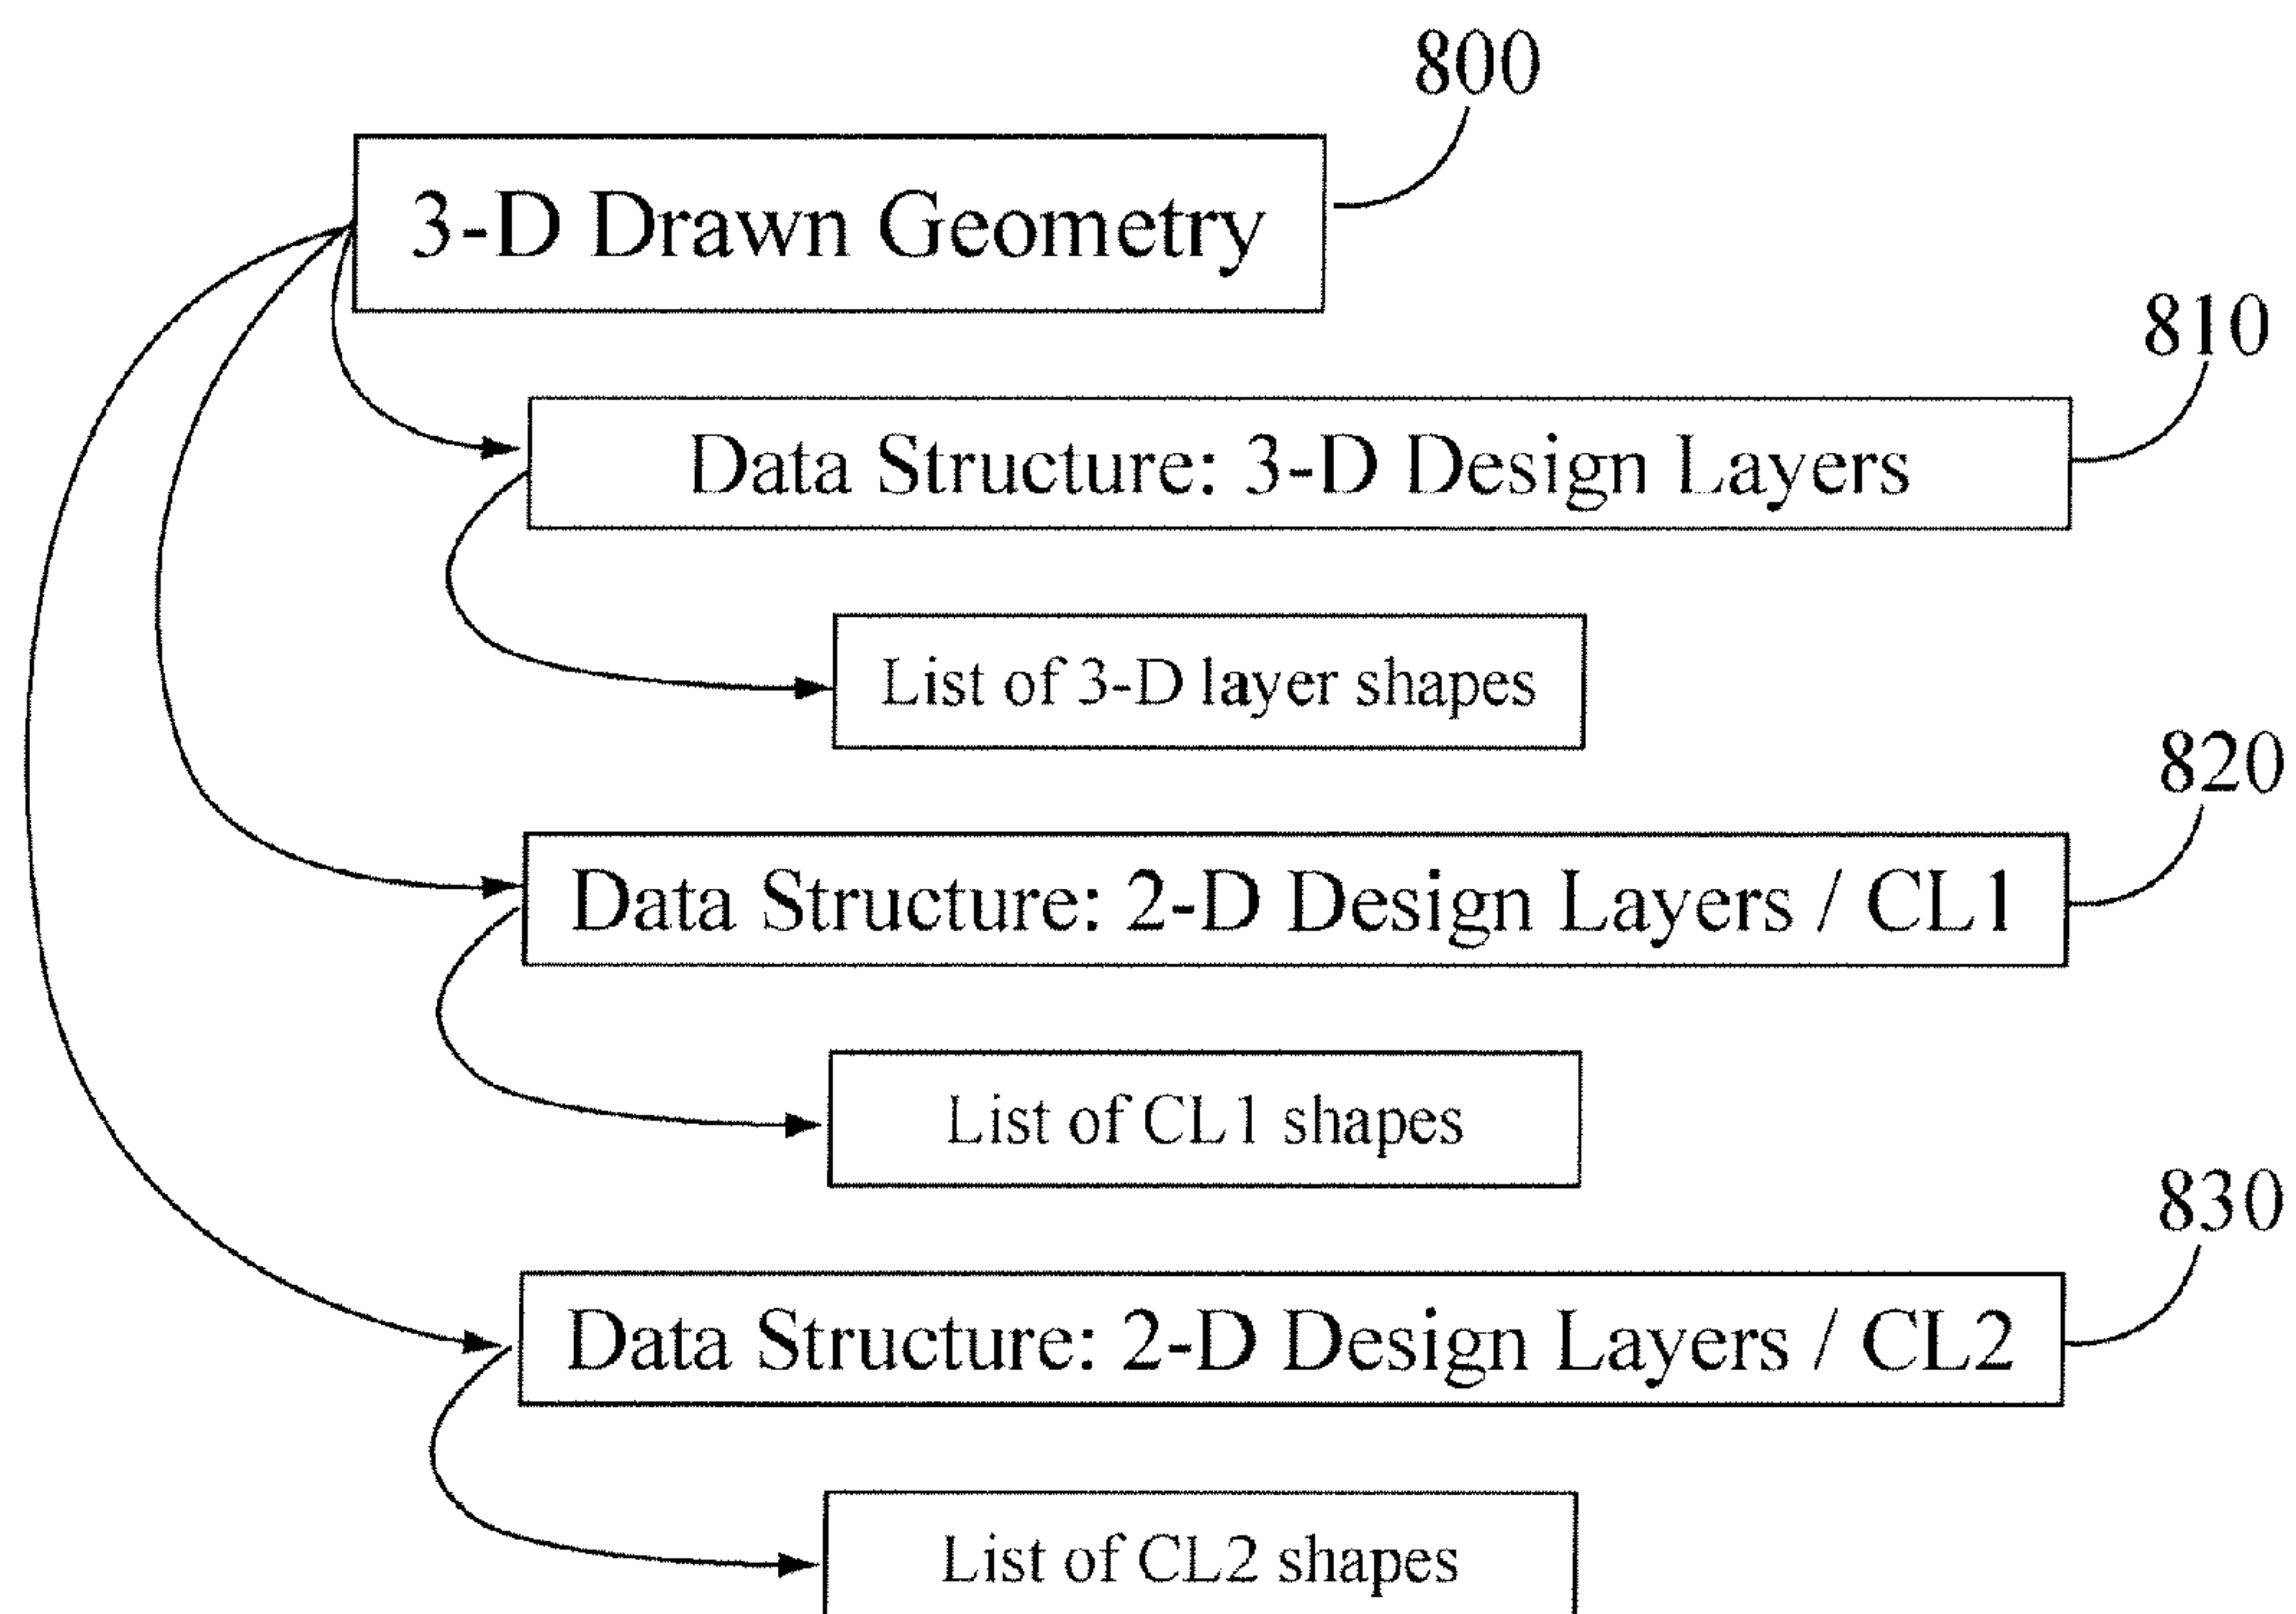 800
3-D Drawn Geometry
810
Data Structure: 3-D Design Layers
List of 3-D layer shapes
820
Data Structure: 2-D Design Layers / CL1
List of CL1 shapes
830
Data Structure: 2-D Design Layers / CL2
List of CL2 shapes